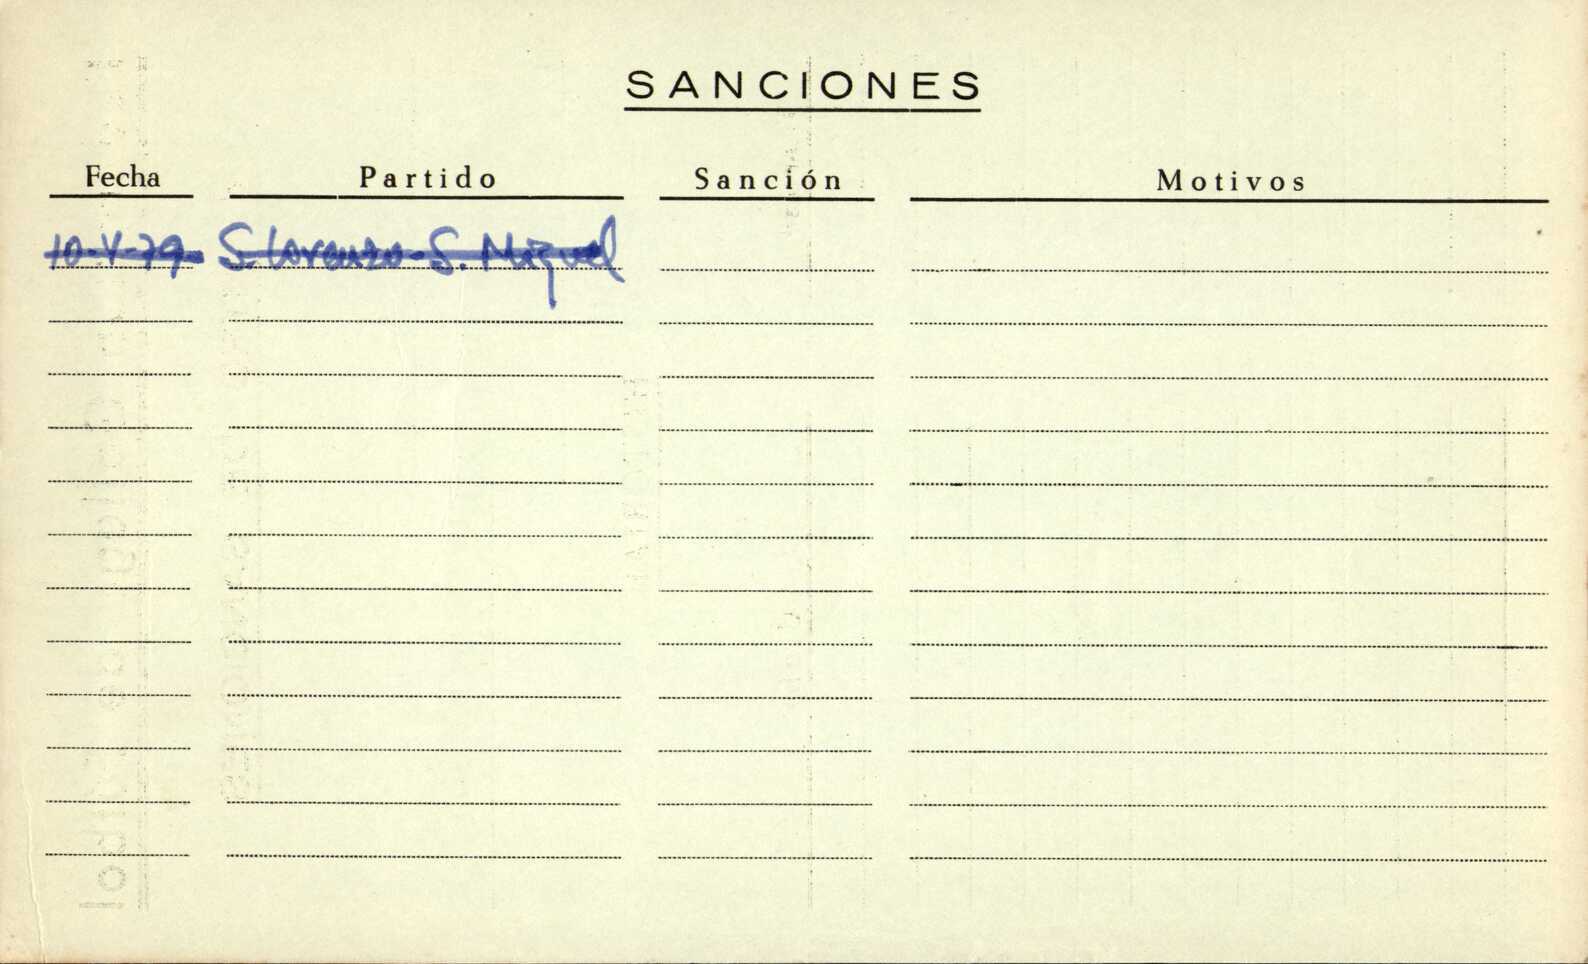 SANCIONES
Fecha Partido Sanción Motivos
10-V-79- S. Lorenzo-S. Miguel